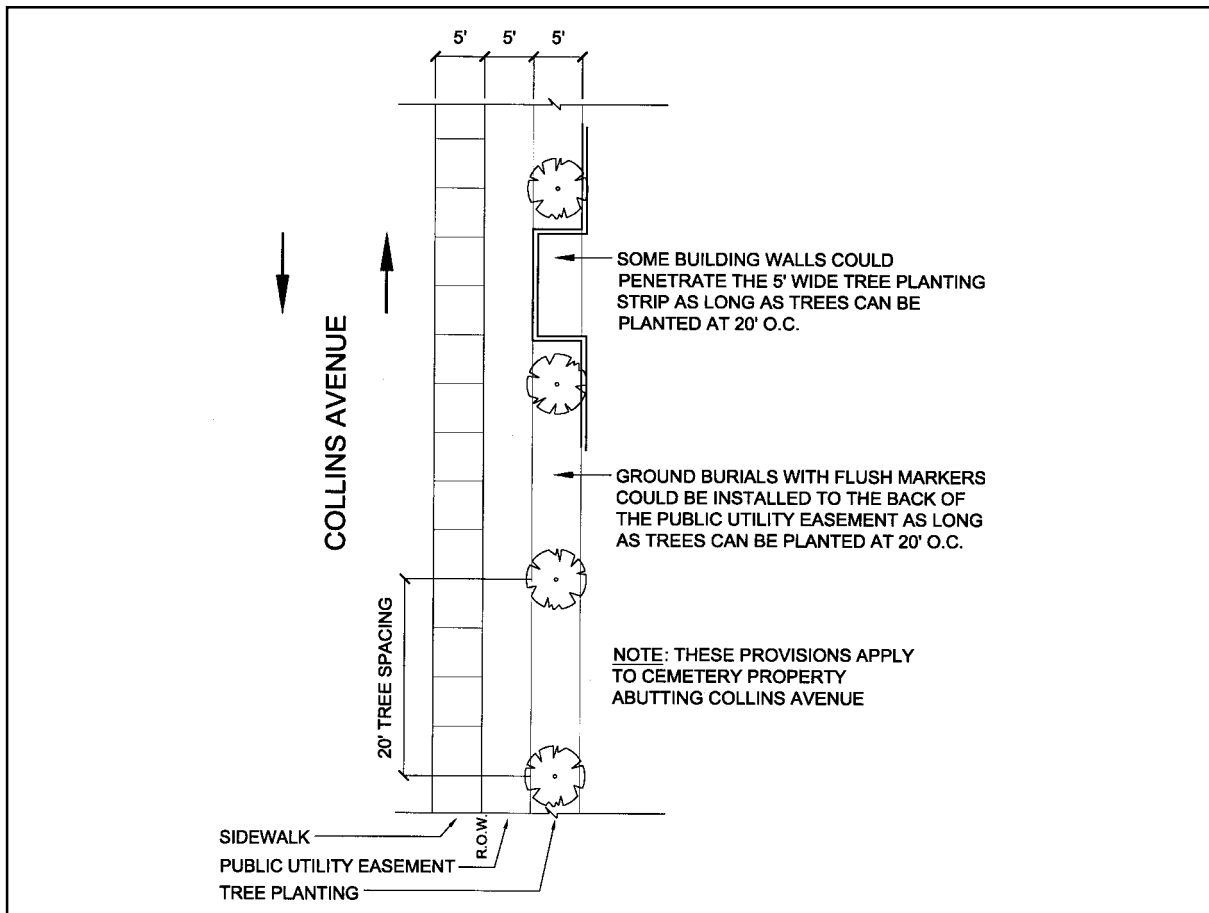 5' 5' 5'
SOME BUILDING WALLS COULD
PENETRATE THE 5' WIDE TREE PLANTING
STRIP AS LONG AS TREES CAN BE
PLANTED AT 20' O.C.
COLLINS AVENUE
GROUND BURIALS WITH FLUSH MARKERS
COULD BE INSTALLED TO THE BACK OF
THE PUBLIC UTILITY EASEMENT AS LONG
AS TREES CAN BE PLANTED AT 20' O.C.
20' TREE SPACING
NOTE: THESE PROVISIONS APPLY
TO CEMETERY PROPERTY
ABUTTING COLLINS AVENUE
SIDEWALK
R.O.W.
PUBLIC UTILITY EASEMENT
TREE PLANTING